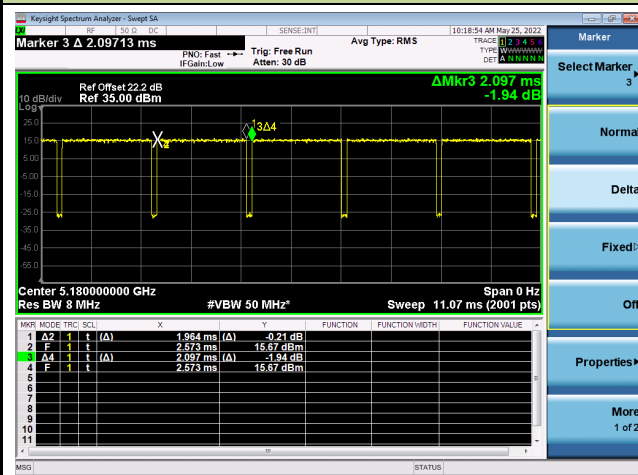 Keysight Spectrum Analyzer - Swept SA
LXI RF 50 Ω DC SENSE:INT 10:18:54 AM May 25, 2022
Marker 3 Δ 2.09713 ms
PNO: Fast
IFGain:Low
Trig: Free Run
Atten: 30 dB
Avg Type: RMS
TRACE 1 2 3 4 5 6
TYPE WWWWWW
DET A N N N N N
Ref Offset 22.2 dB
Ref 35.00 dBm
10 dB/div
Log
ΔMkr3 2.097 ms
-1.94 dB
25.0
15.0
5.00
-5.00
-15.0
-25.0
-35.0
-45.0
-55.0
1
3Δ4
Center 5.180000000 GHz Span 0 Hz
Res BW 8 MHz #VBW 50 MHz* Sweep 11.07 ms (2001 pts)
MKR MODE TRC SCL X Y FUNCTION FUNCTION WIDTH FUNCTION VALUE
1 Δ2 1 t (Δ) 1.964 ms (Δ) -0.21 dB
2 F 1 t 2.573 ms 15.67 dBm
3 Δ4 1 t (Δ) 2.097 ms (Δ) -1.94 dB
4 F 1 t 2.573 ms 15.67 dBm
5
6
7
8
9
10
11
MSG STATUS
Marker
Select Marker
3
Normal
Delta
Fixed
Off
Properties
More
1 of 2